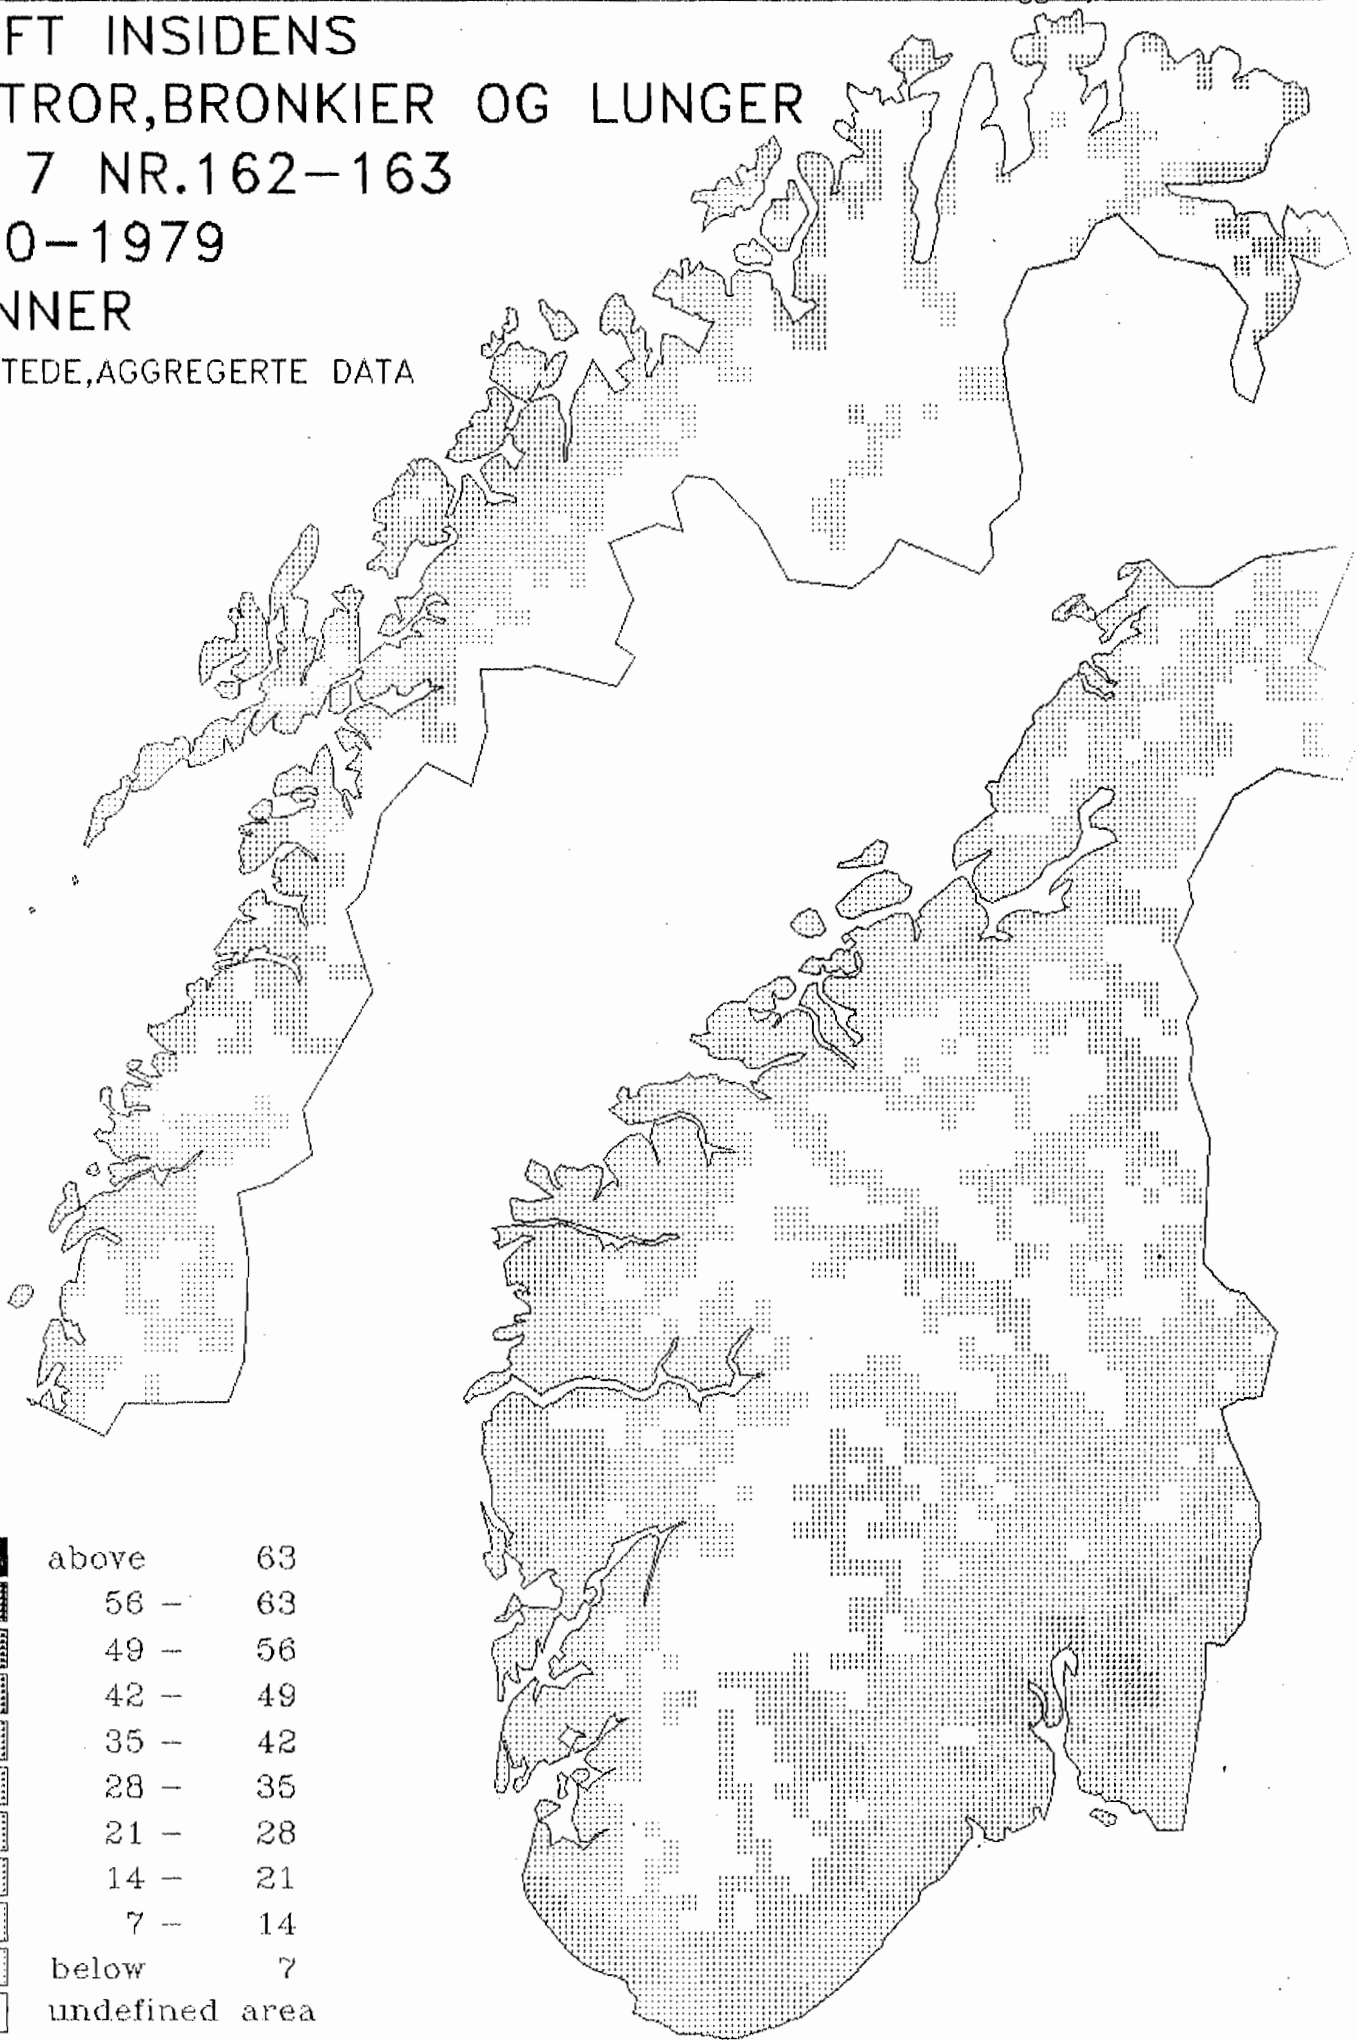 FT INSIDENS
TROR,BRONKIER OG LUNGER
7 NR.162-163
0-1979
NNER
TEDE,AGGREGERTE DATA
above 63
56 - 63
49 - 56
42 - 49
35 - 42
28 - 35
21 - 28
14 - 21
7 - 14
below 7
undefined area